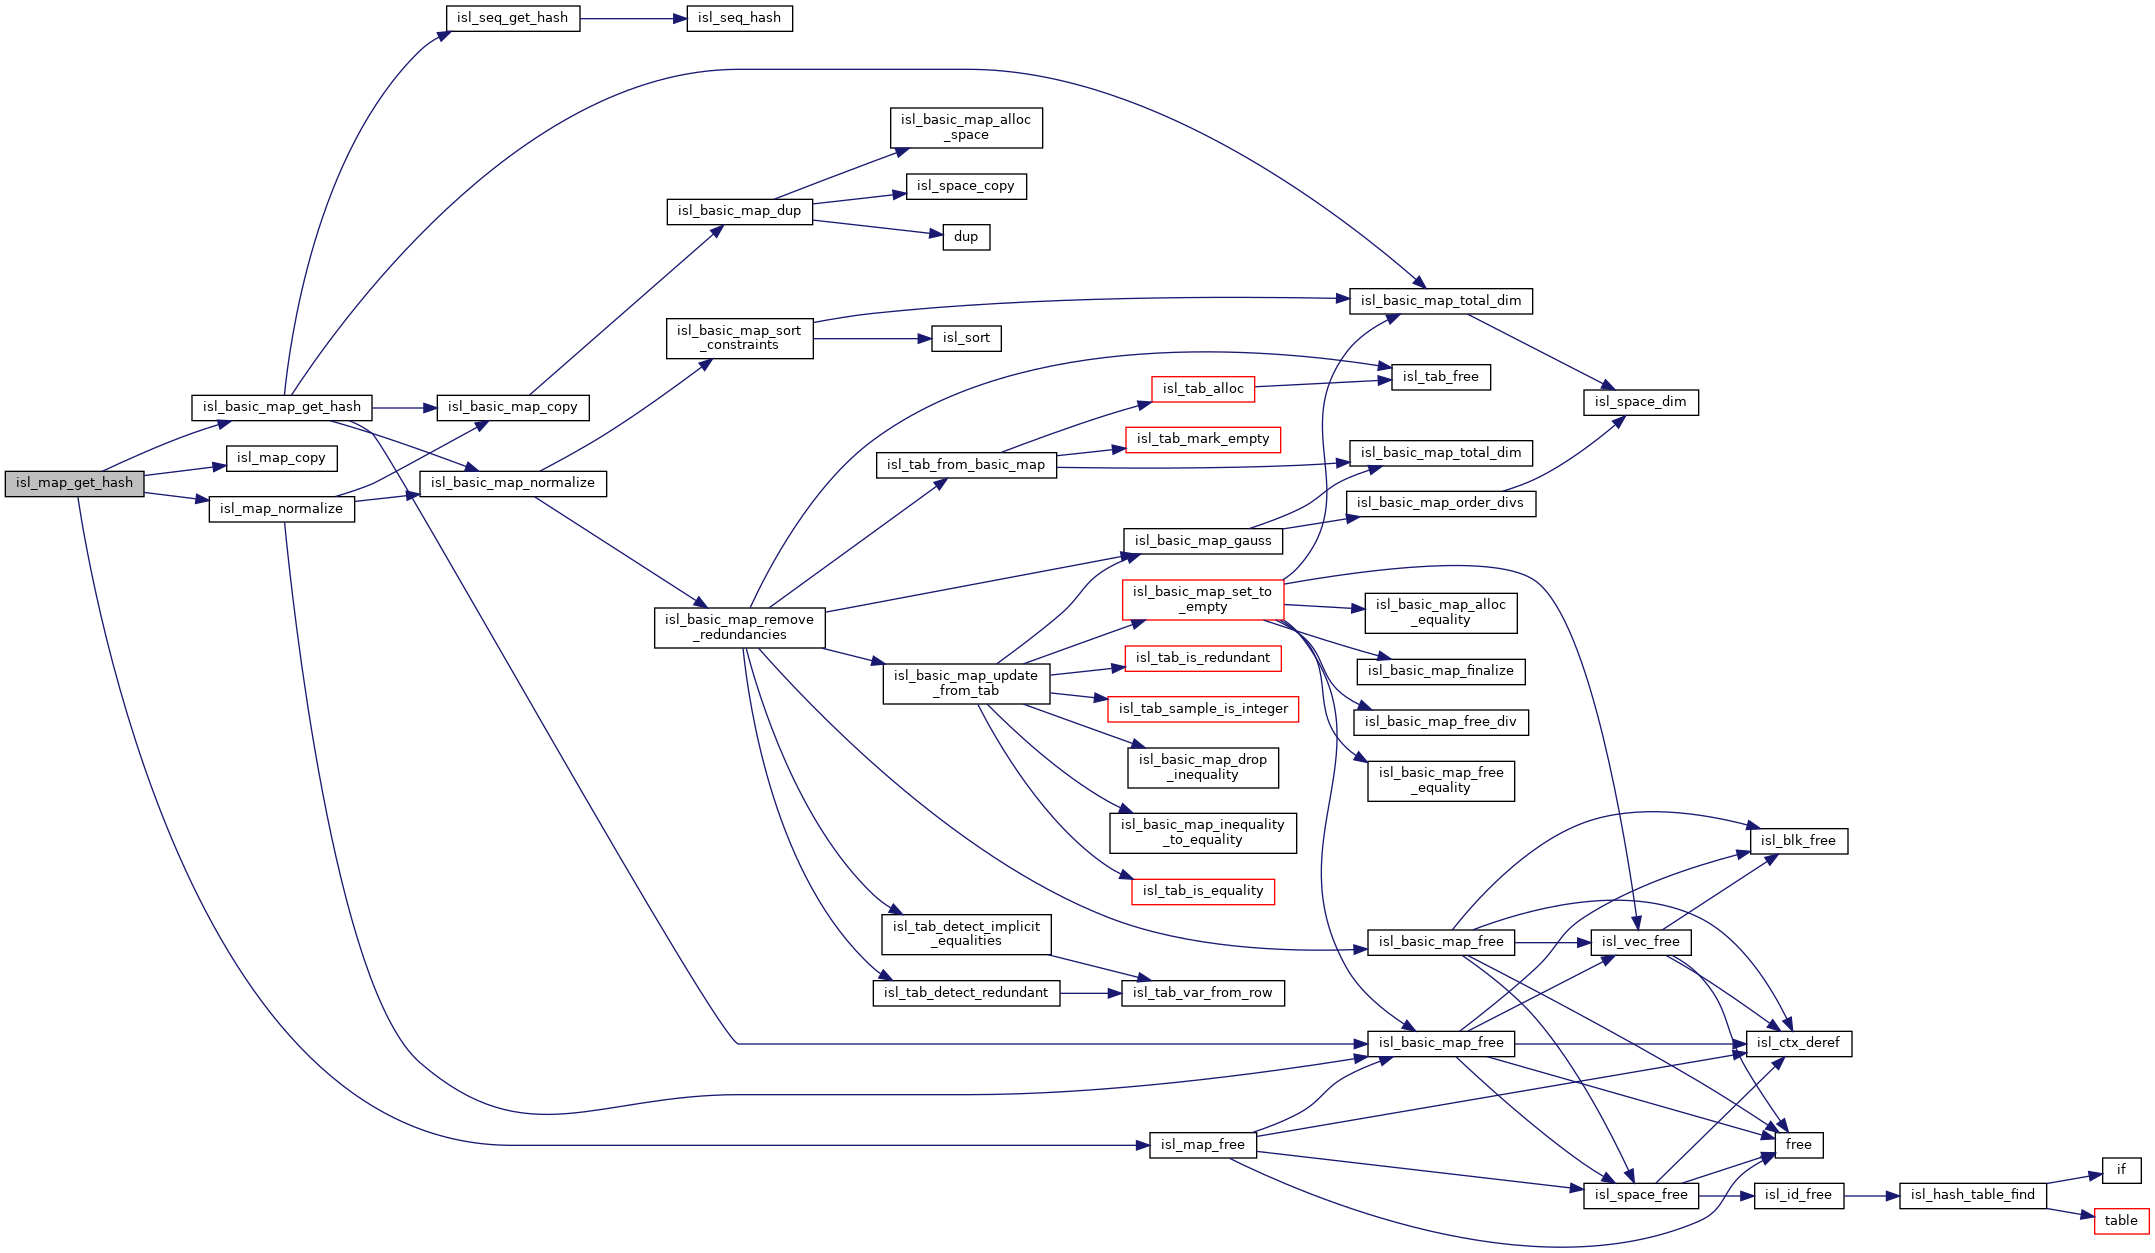 isl_seq_get_hash
isl_seq_hash
isl_basic_map_alloc
_space
isl_space_copy
isl_basic_map_dup
dup
isl_basic_map_total_dim
isl_basic_map_sort
_constraints
isl_sort
isl_tab_free
isl_tab_alloc
isl_space_dim
isl_basic_map_get_hash
isl_basic_map_copy
isl_tab_mark_empty
isl_basic_map_total_dim
isl_map_copy
isl_tab_from_basic_map
isl_map_get_hash
isl_basic_map_normalize
isl_basic_map_order_divs
isl_map_normalize
isl_basic_map_gauss
isl_basic_map_set_to
_empty
isl_basic_map_alloc
_equality
isl_basic_map_remove
_redundancies
isl_tab_is_redundant
isl_basic_map_finalize
isl_basic_map_update
_from_tab
isl_tab_sample_is_integer
isl_basic_map_free_div
isl_basic_map_drop
_inequality
isl_basic_map_free
_equality
isl_basic_map_inequality
_to_equality
isl_blk_free
isl_tab_is_equality
isl_tab_detect_implicit
_equalities
isl_basic_map_free
isl_vec_free
isl_tab_detect_redundant
isl_tab_var_from_row
isl_basic_map_free
isl_ctx_deref
isl_map_free
free
if
isl_space_free
isl_id_free
isl_hash_table_find
table